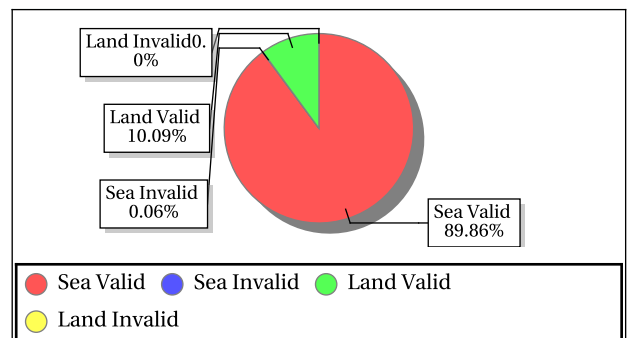 Land Invalid0.
0%
Land Valid
10.09%
Sea Invalid
0.06%
Sea Valid
89.86%
Sea Valid
Sea Invalid
Land Valid
Land Invalid